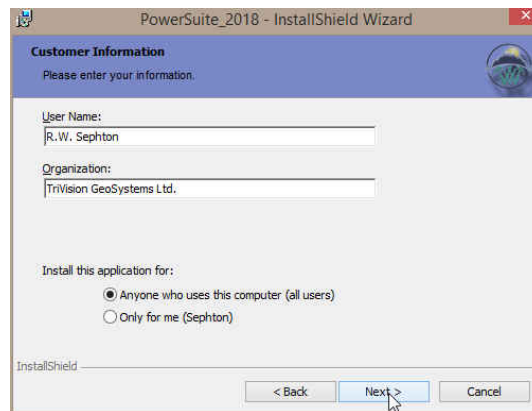 PowerSuite_2018 - InstallShield Wizard
Customer Information
Please enter your information.
User Name:
R.W. Sephton
Organization:
TriVision GeoSystems Ltd.
Install this application for:
Anyone who uses this computer (all users)
Only for me (Sephton)
InstallShield
< Back
Next >
Cancel